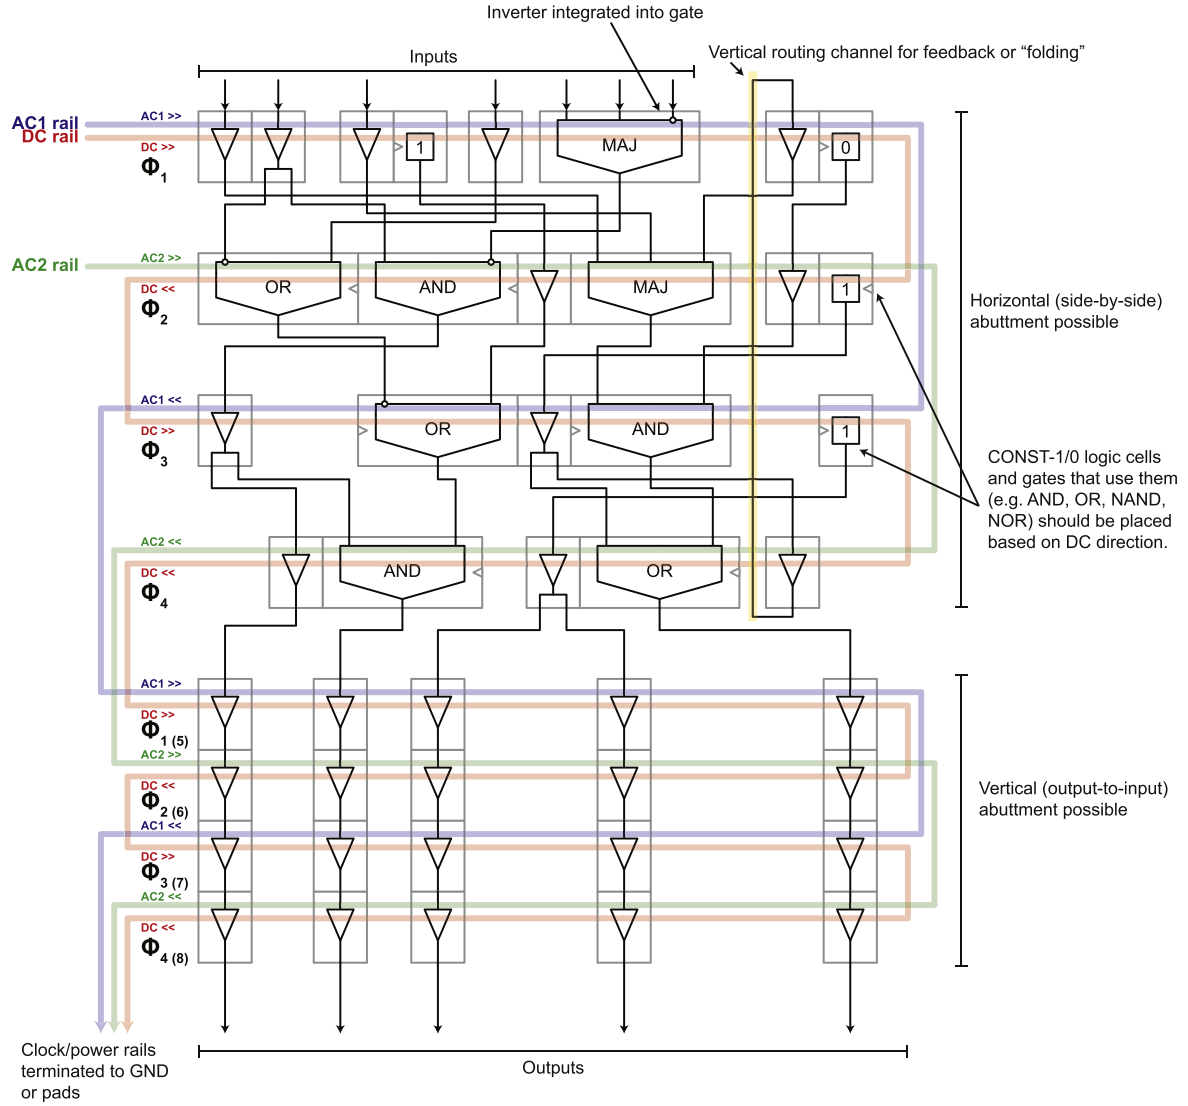 Inverter integrated into gate
Inputs
Vertical routing channel for feedback or “folding”
AC1 rail
DC rail
AC1 >>
DC >>
Φ1
1
MAJ
0
AC2 rail
AC2 >>
DC <<
Φ2
OR
<
AND
<
MAJ
1
<
Horizontal (side-by-side)
abuttment possible
AC1 <<
DC >>
Φ3
>
OR
>
AND
>
1
CONST-1/0 logic cells
and gates that use them
(e.g. AND, OR, NAND,
NOR) should be placed
based on DC direction.
AC2 <<
DC <<
Φ4
AND
<
OR
<
AC1 >>
DC >>
Φ1 (5)
AC2 >>
DC <<
Φ2 (6)
AC1 <<
DC >>
Φ3 (7)
AC2 <<
DC <<
Φ4 (8)
Vertical (output-to-input)
abuttment possible
Clock/power rails
terminated to GND
or pads
Outputs